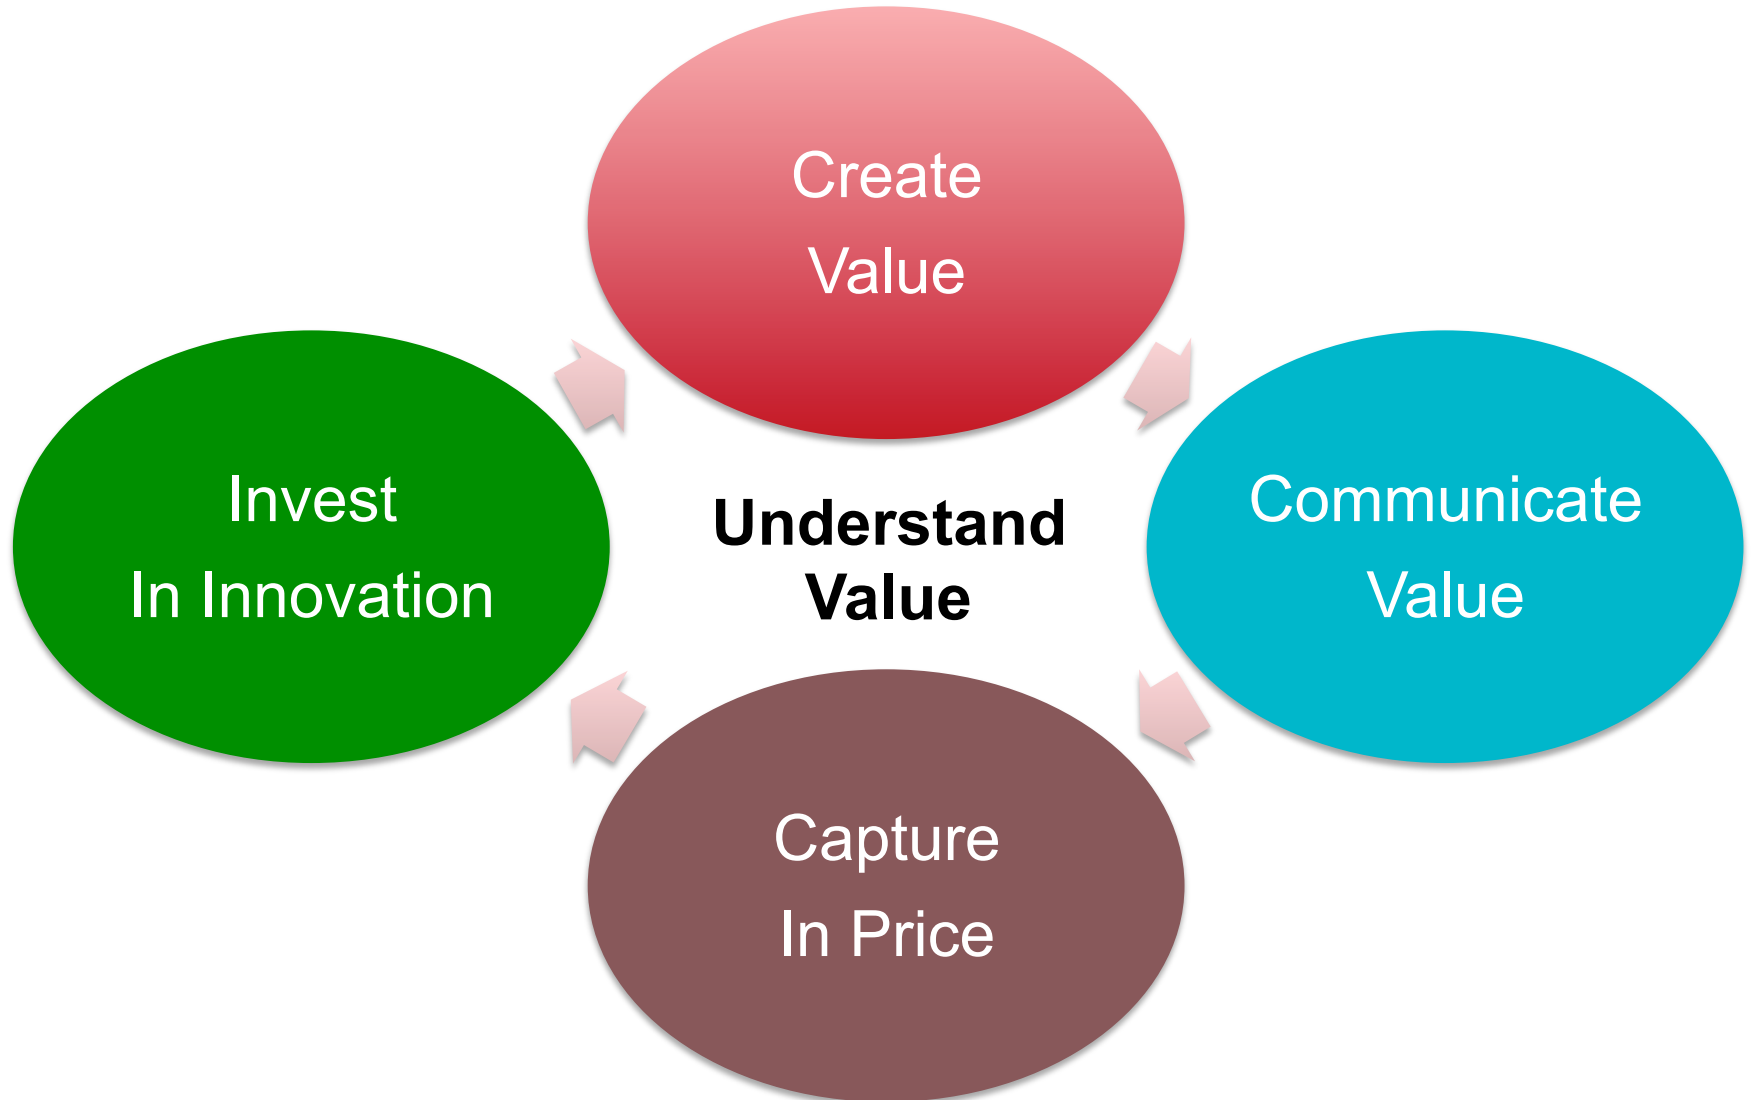 Create
Value
Invest
In Innovation
Understand
Value
Communicate
Value
Capture
In Price